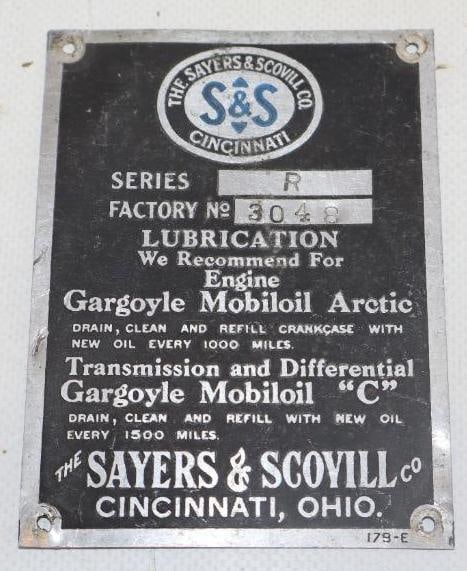 THE SAYERS & SCOVILL CO.
S&S
CINCINNATI
SERIES R
FACTORY Nº 3048
LUBRICATION
We Recommend For
Engine
Gargoyle Mobiloil Arctic
DRAIN, CLEAN AND REFILL CRANKCASE WITH
NEW OIL EVERY 1000 MILES.
Transmission and Differential
Gargoyle Mobiloil "C"
DRAIN, CLEAN AND REFILL WITH NEW OIL
EVERY 1500 MILES.
THE SAYERS & SCOVILL CO
CINCINNATI, OHIO.
179-E